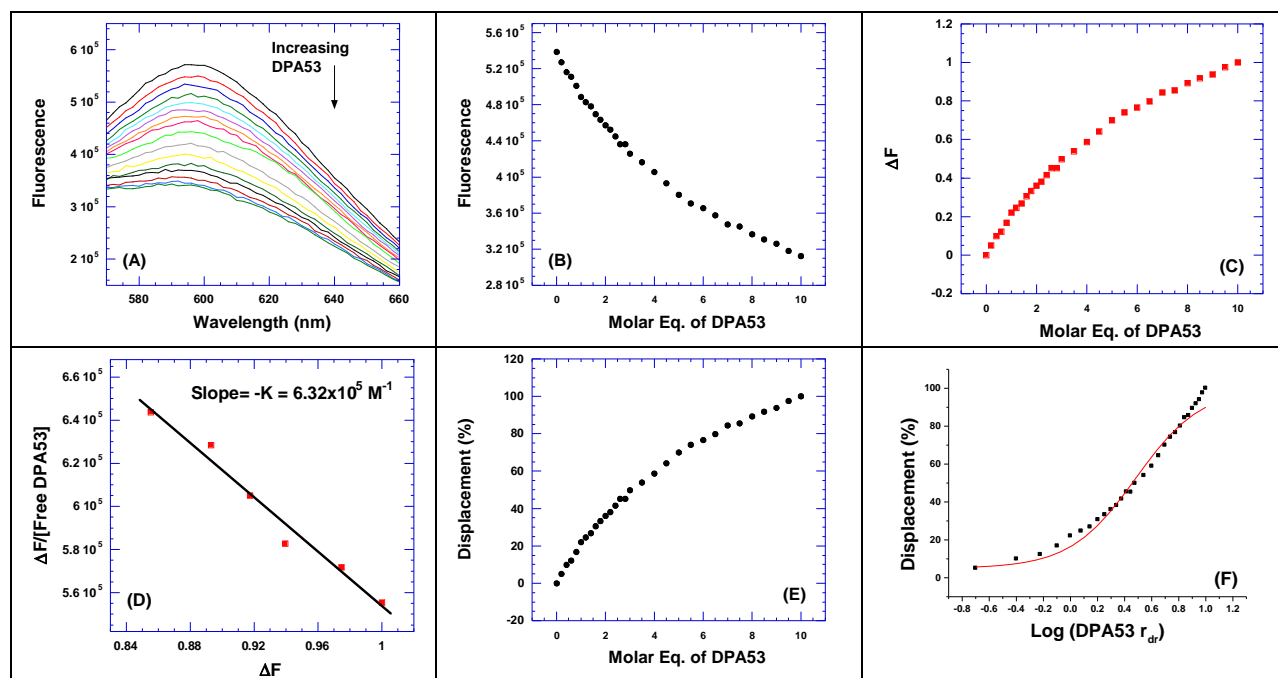 6 10⁵
5 10⁵
4 10⁵
3 10⁵
2 10⁵
Fluorescence
Increasing
DPA53
(A)
580 600 620 640 660
Wavelength (nm)
5.6 10⁵
5.2 10⁵
4.8 10⁵
4.4 10⁵
4 10⁵
3.6 10⁵
3.2 10⁵
2.8 10⁵
Fluorescence
(B)
0 2 4 6 8 10
Molar Eq. of DPA53
1.2
1
0.8
0.6
0.4
0.2
0
-0.2
ΔF
(C)
0 2 4 6 8 10
Molar Eq. of DPA53
6.6 10⁵
6.4 10⁵
6.2 10⁵
6 10⁵
5.8 10⁵
5.6 10⁵
ΔF/[Free DPA53]
Slope= -K = 6.32x10⁵ M⁻¹
(D)
0.84 0.88 0.92 0.96 1
ΔF
120
100
80
60
40
20
0
-20
Displacement (%)
(E)
0 2 4 6 8 10
Molar Eq. of DPA53
100
80
60
40
20
0
Displacement (%)
(F)
-0.8 -0.6 -0.4 -0.2 0.0 0.2 0.4 0.6 0.8 1.0 1.2
Log (DPA53 r_dr)